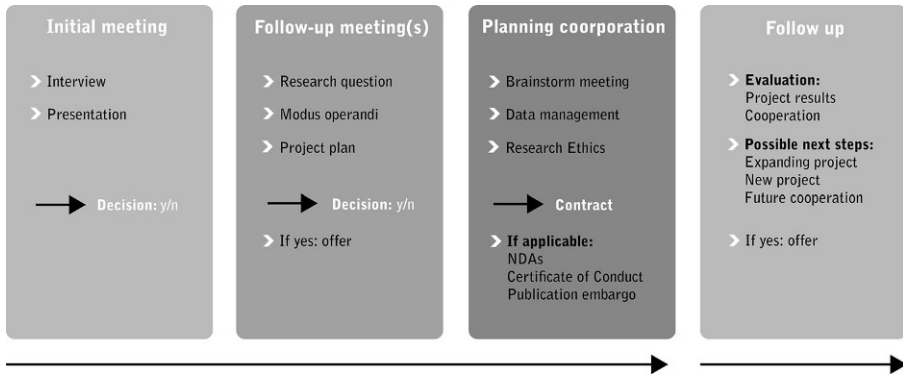 Initial meeting
Interview
Presentation
Decision: y/n
Follow-up meeting(s)
Research question
Modus operandi
Project plan
Decision: y/n
If yes: offer
Planning coorporation
Brainstorm meeting
Data management
Research Ethics
Contract
If applicable:
NDAs
Certificate of Conduct
Publication embargo
Follow up
Evaluation:
Project results
Cooperation
Possible next steps:
Expanding project
New project
Future cooperation
If yes: offer